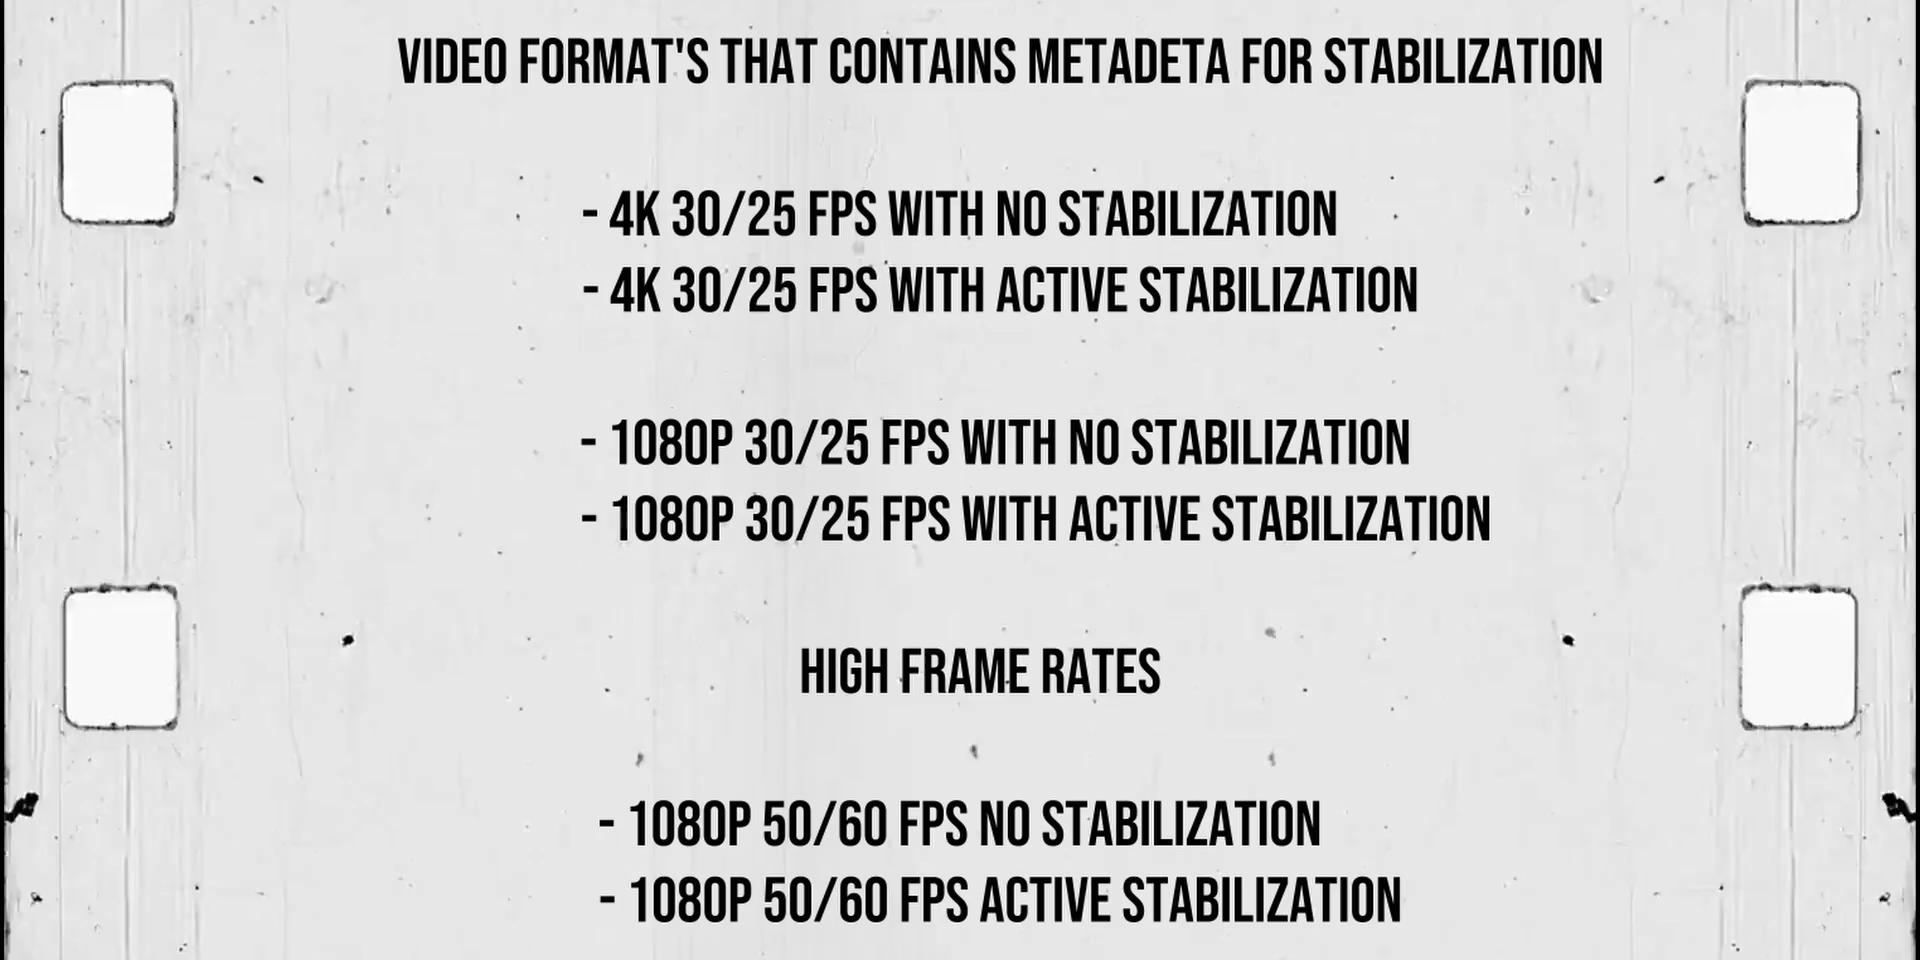 VIDEO FORMAT'S THAT CONTAINS METADETA FOR STABILIZATION
- 4K 30/25 FPS WITH NO STABILIZATION
- 4K 30/25 FPS WITH ACTIVE STABILIZATION
- 1080P 30/25 FPS WITH NO STABILIZATION
- 1080P 30/25 FPS WITH ACTIVE STABILIZATION
HIGH FRAME RATES
- 1080P 50/60 FPS NO STABILIZATION
- 1080P 50/60 FPS ACTIVE STABILIZATION